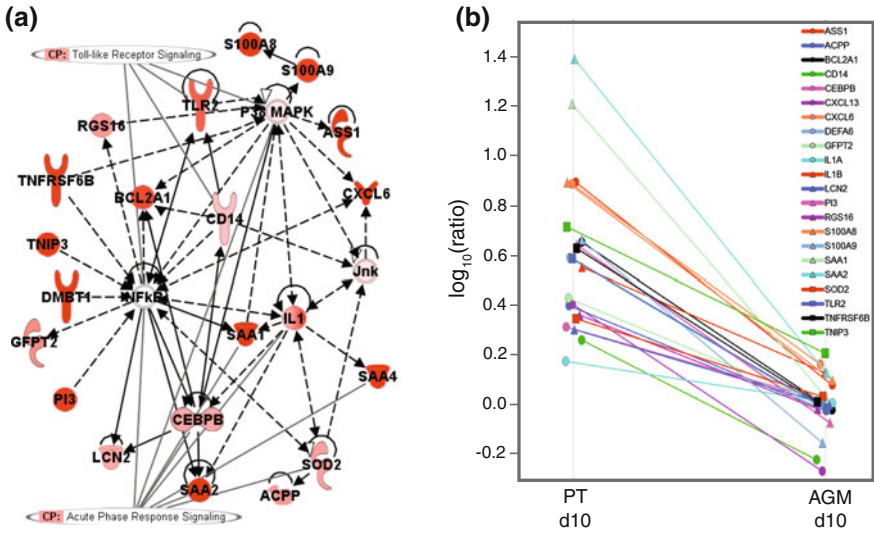 (a)
CP: Toll-like Receptor Signaling
S100A8
S100A9
TLR2
P38 MAPK
RGS16
ASS1
TNFRSF6B
BCL2A1
CXCL6
CD14
TNIP3
Jnk
DMBT1
NFkB
IL1
SAA1
GFPT2
SAA4
PI3
CEBPB
LCN2
SOD2
SAA2
ACPP
CP: Acute Phase Response Signaling
(b)
log10(ratio)
1.4
1.2
1.0
0.8
0.6
0.4
0.2
0.0
-0.2
PT
d10
AGM
d10
ASS1
ACPP
BCL2A1
CD14
CEBPB
CXCL13
CXCL6
DEFA6
GFPT2
IL1A
IL1B
LCN2
PI3
RGS16
S100A8
S100A9
SAA1
SAA2
SOD2
TLR2
TNFRSF6B
TNIP3